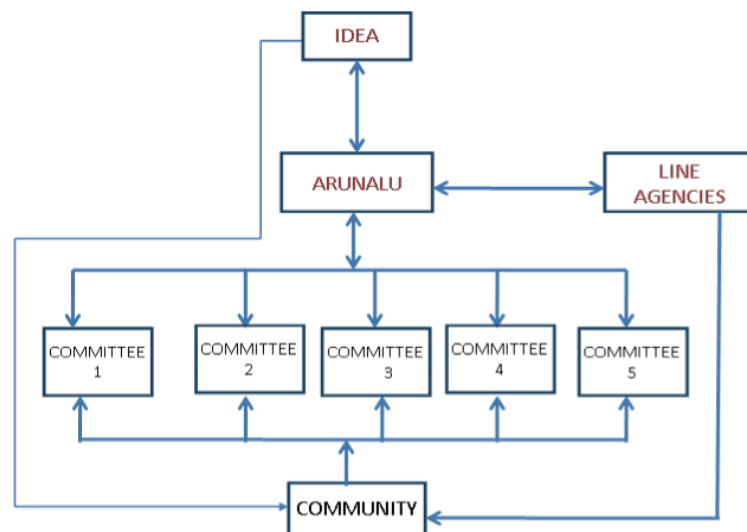 IDEA
ARUNALU
LINE
AGENCIES
COMMITTEE
1
COMMITTEE
2
COMMITTEE
3
COMMITTEE
4
COMMITTEE
5
COMMUNITY